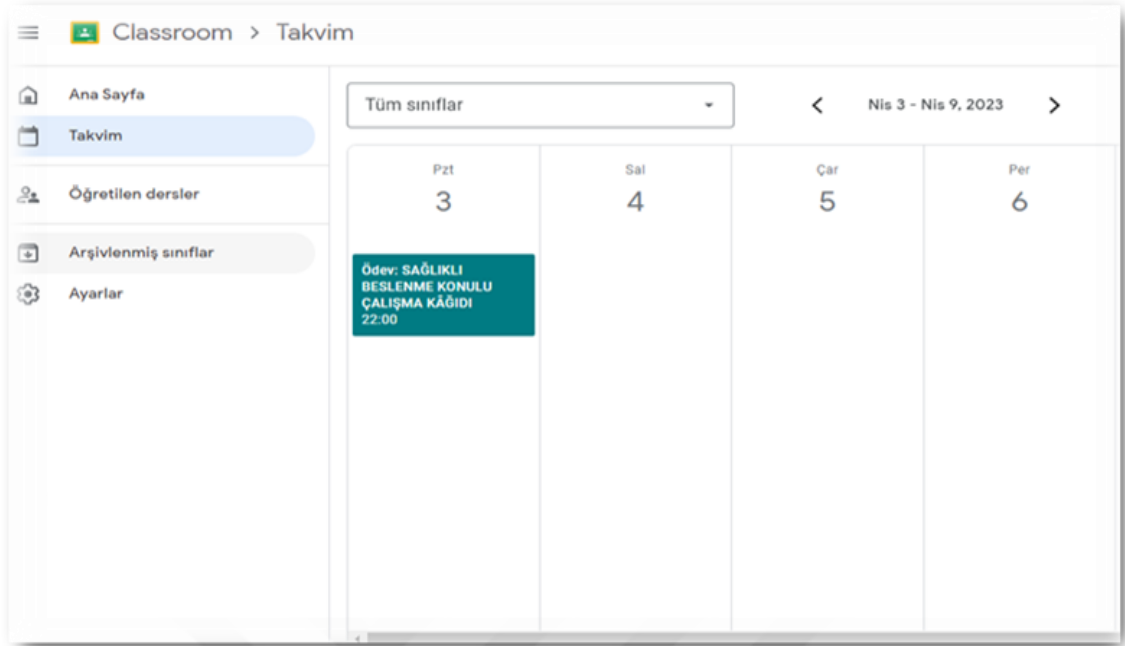 Classroom > Takvim
Ana Sayfa
Takvim
Öğretilen dersler
Arşivlenmiş sınıflar
Ayarlar
Tüm sınıflar
Nis 3 - Nis 9, 2023
Pzt
3
Sal
4
Çar
5
Per
6
Ödev: SAĞLIKLI
BESLENME KONULU
ÇALIŞMA KÂĞIDI
22:00